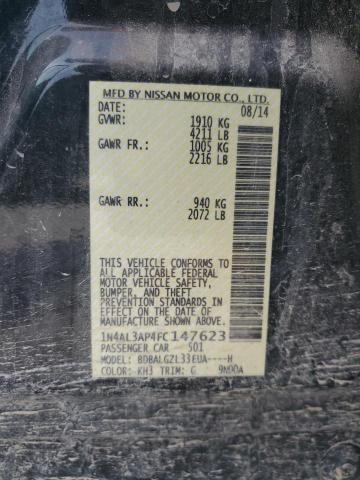 MFD BY NISSAN MOTOR CO., LTD.
DATE: 08/14
GVWR: 1910 KG
4211 LB
GAWR FR.: 1005 KG
2216 LB
GAWR RR.: 940 KG
2072 LB
THIS VEHICLE CONFORMS TO
ALL APPLICABLE FEDERAL
MOTOR VEHICLE SAFETY,
BUMPER, AND THEFT
PREVENTION STANDARDS IN
EFFECT ON THE DATE OF
MANUFACTURE SHOWN ABOVE.
1N4AL3AP4FC147623
PASSENGER CAR 501
MODEL: BDBALGZL33EUA----H
COLOR: KH3 TRIM: G 9N00A